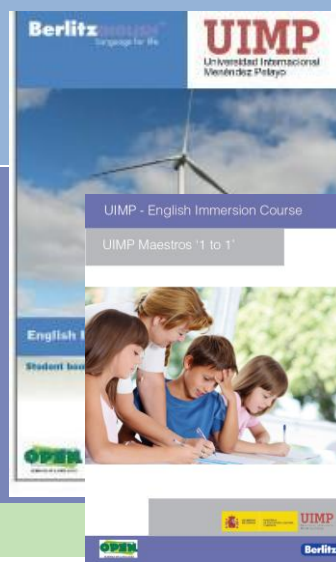 Berlitz ENGLISH
Language for life
UIMP
Universidad Internacional
Menéndez Pelayo
UIMP - English Immersion Course
UIMP Maestros '1 to 1'
English
Student
OPEN
UIMP
OPEN
Berlitz